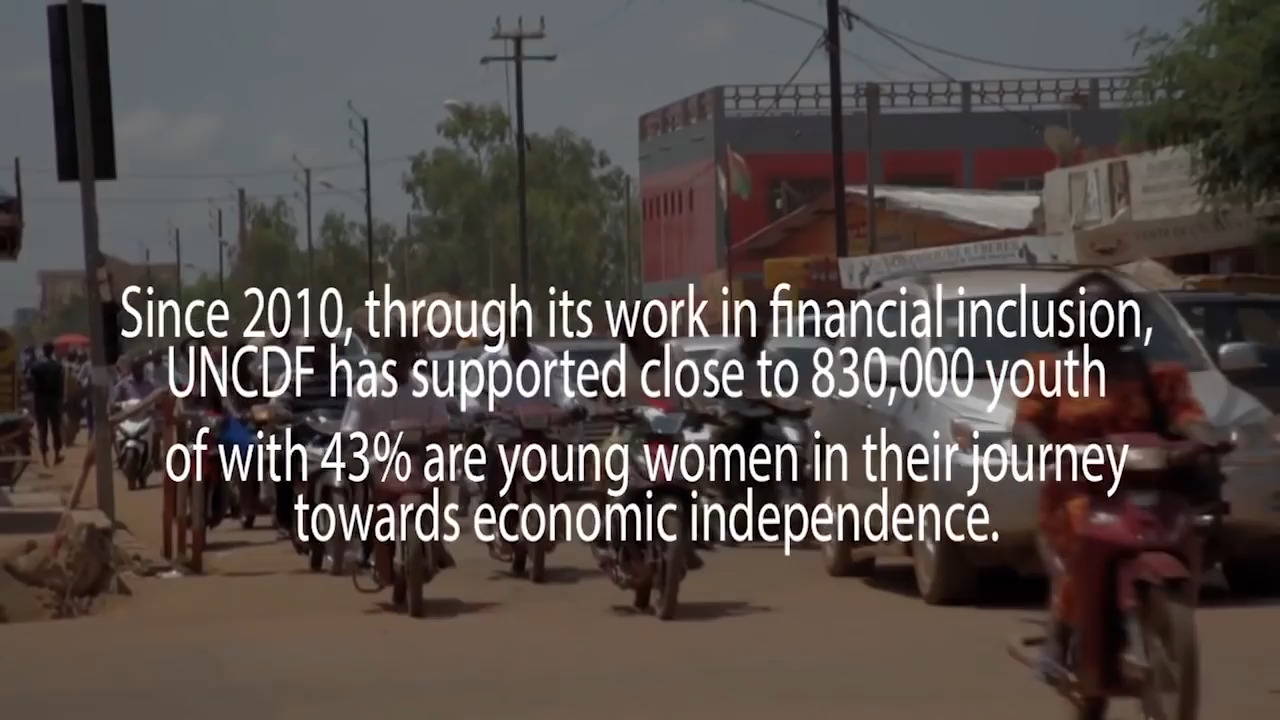 Since 2010, through its work in financial inclusion,
UNCDF has supported close to 830,000 youth
of with 43% are young women in their journey
towards economic independence.